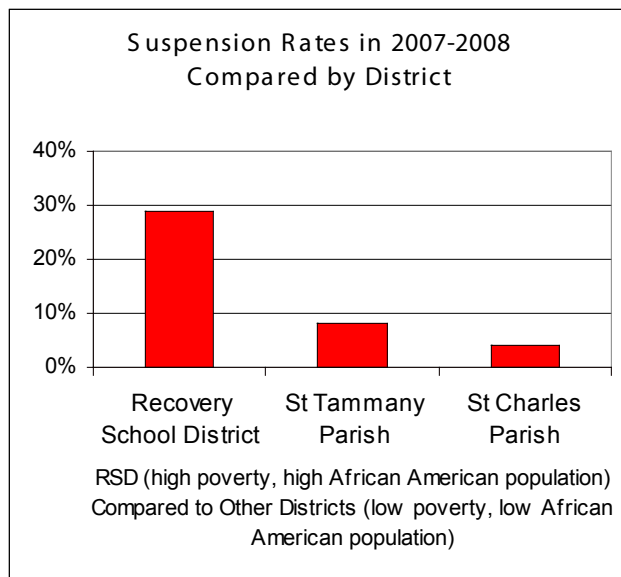 Suspension Rates in 2007-2008
Compared by District
40%
30%
20%
10%
0%
Recovery School District
St Tammany Parish
St Charles Parish
RSD (high poverty, high African American population)
Compared to Other Districts (low poverty, low African
American population)